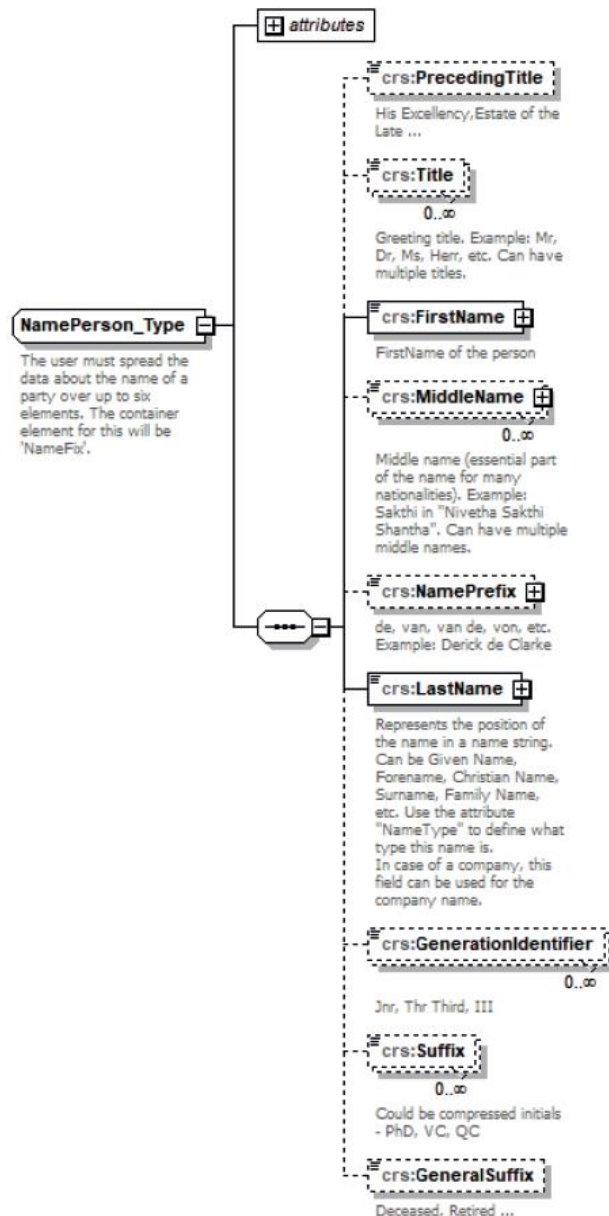 attributes
crs:PrecedingTitle
His Excellency,Estate of the
Late ...
crs:Title
0..∞
Greeting title. Example: Mr,
Dr, Ms, Herr, etc. Can have
multiple titles.
NamePerson_Type
The user must spread the
data about the name of a
party over up to six
elements. The container
element for this will be
'NameFix'.
crs:FirstName
FirstName of the person
crs:MiddleName
0..∞
Middle name (essential part
of the name for many
nationalities). Example:
Sakthi in "Nivetha Sakthi
Shantha". Can have multiple
middle names.
crs:NamePrefix
de, van, van de, von, etc.
Example: Derick de Clarke
crs:LastName
Represents the position of
the name in a name string.
Can be Given Name,
Forename, Christian Name,
Surname, Family Name,
etc. Use the attribute
"NameType" to define what
type this name is.
In case of a company, this
field can be used for the
company name.
crs:GenerationIdentifier
0..∞
Jnr, Thr Third, III
crs:Suffix
0..∞
Could be compressed initials
- PhD, VC, QC
crs:GeneralSuffix
Deceased, Retired ...